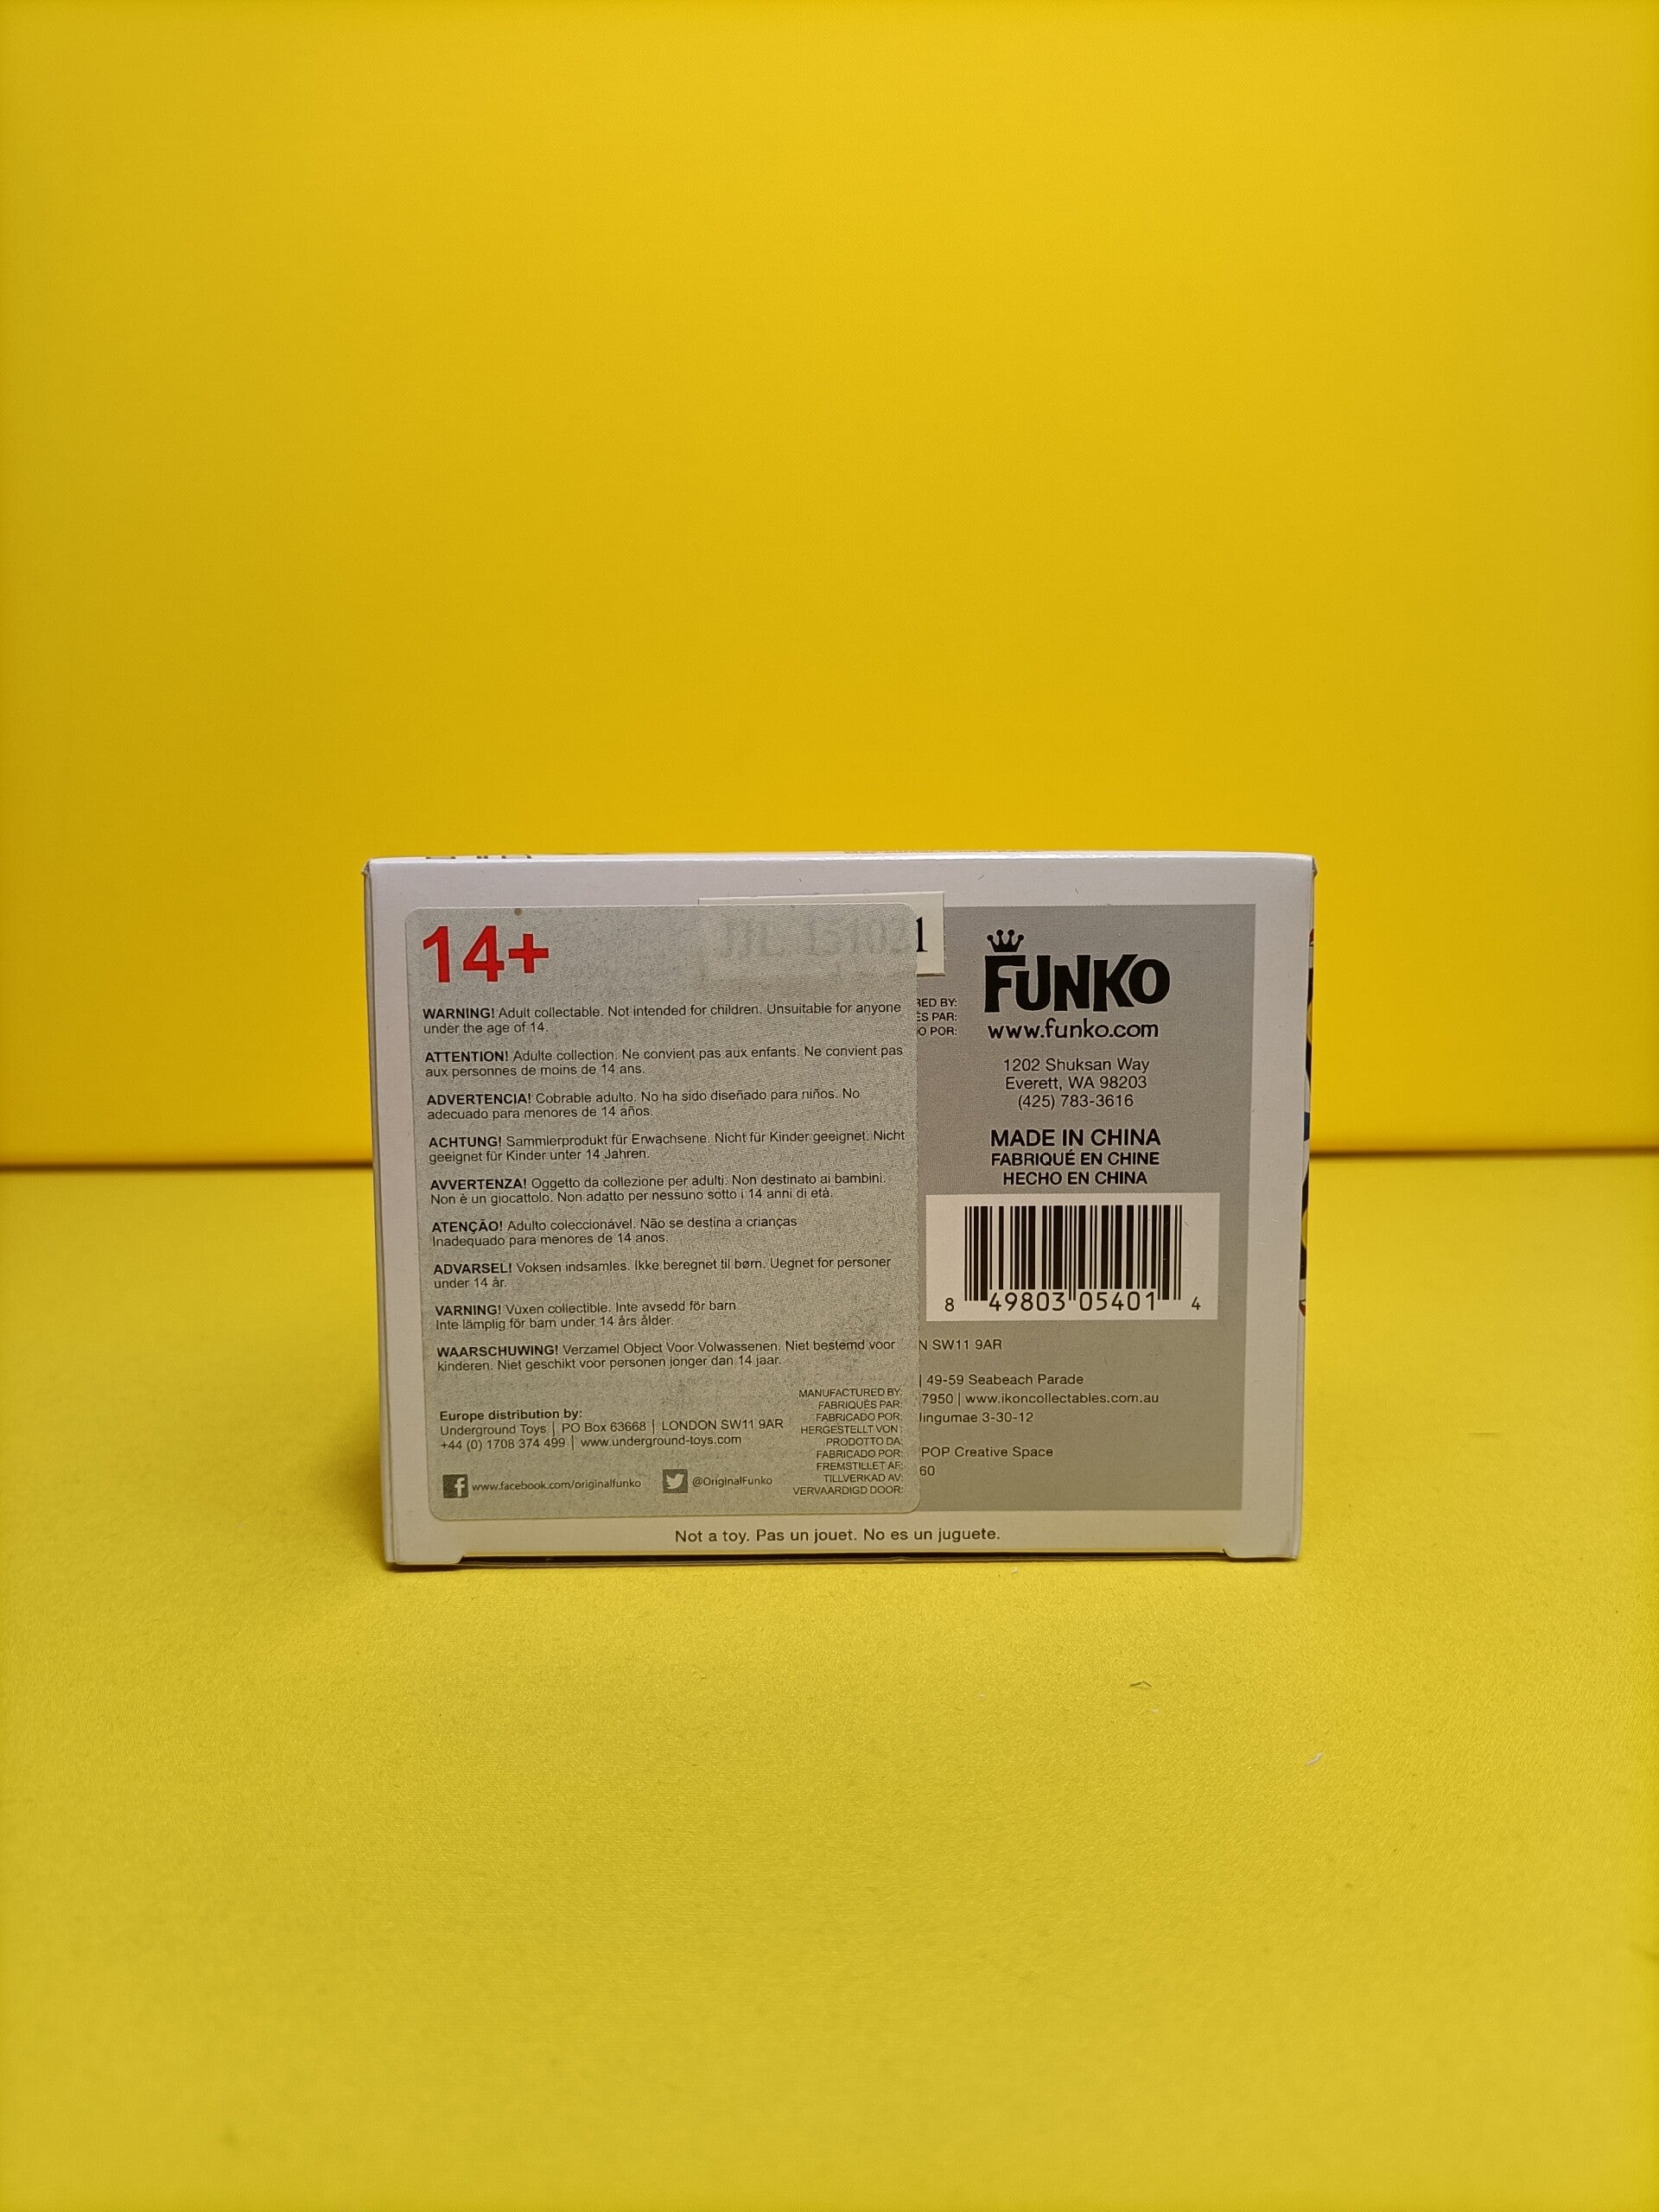 14+
WARNING! Adult collectable. Not intended for children. Unsuitable for anyone
under the age of 14.
ATTENTION! Adulte collection. Ne convient pas aux enfants. Ne convient pas
aux personnes de moins de 14 ans.
ADVERTENCIA! Cobrable adulto. No ha sido diseñado para niños. No
adecuado para menores de 14 años.
ACHTUNG! Sammlerprodukt für Erwachsene. Nicht für Kinder geeignet. Nicht
geeignet für Kinder unter 14 Jahren.
AVVERTENZA! Oggetto da collezione per adulti. Non destinato ai bambini.
Non è un giocattolo. Non adatto per nessuno sotto i 14 anni di età.
ATENÇÃO! Adulto coleccionável. Não se destina a crianças
Inadequado para menores de 14 anos.
ADVARSEL! Voksen indsamles. Ikke beregnet til børn. Uegnet for personer
under 14 år.
VARNING! Vuxen collectible. Inte avsedd för barn
Inte lämplig för barn under 14 års ålder.
WAARSCHUWING! Verzamel Object Voor Volwassenen. Niet bestemd voor
kinderen. Niet geschikt voor personen jonger dan 14 jaar.
Europe distribution by:
Underground Toys | PO Box 63668 | LONDON SW11 9AR
+44 (0) 1708 374 499 | www.underground-toys.com
www.facebook.com/originalfunko @OriginalFunko
MANUFACTURED BY:
FABRIQUÉS PAR:
FABRICADO POR:
HERGESTELLT VON:
PRODOTTO DA:
FABRICADO POR:
FREMSTILLET AF:
TILLVERKAD AV:
VERVAARDIGD DOOR:
1
RED BY:
ÉS PAR:
O POR:
FUNKO
www.funko.com
1202 Shuksan Way
Everett, WA 98203
(425) 783-3616
MADE IN CHINA
FABRIQUÉ EN CHINE
HECHO EN CHINA
8 49803 05401 4
N SW11 9AR
| 49-59 Seabeach Parade
7950 | www.ikoncollectables.com.au
lingumae 3-30-12
POP Creative Space
60
Not a toy. Pas un jouet. No es un juguete.